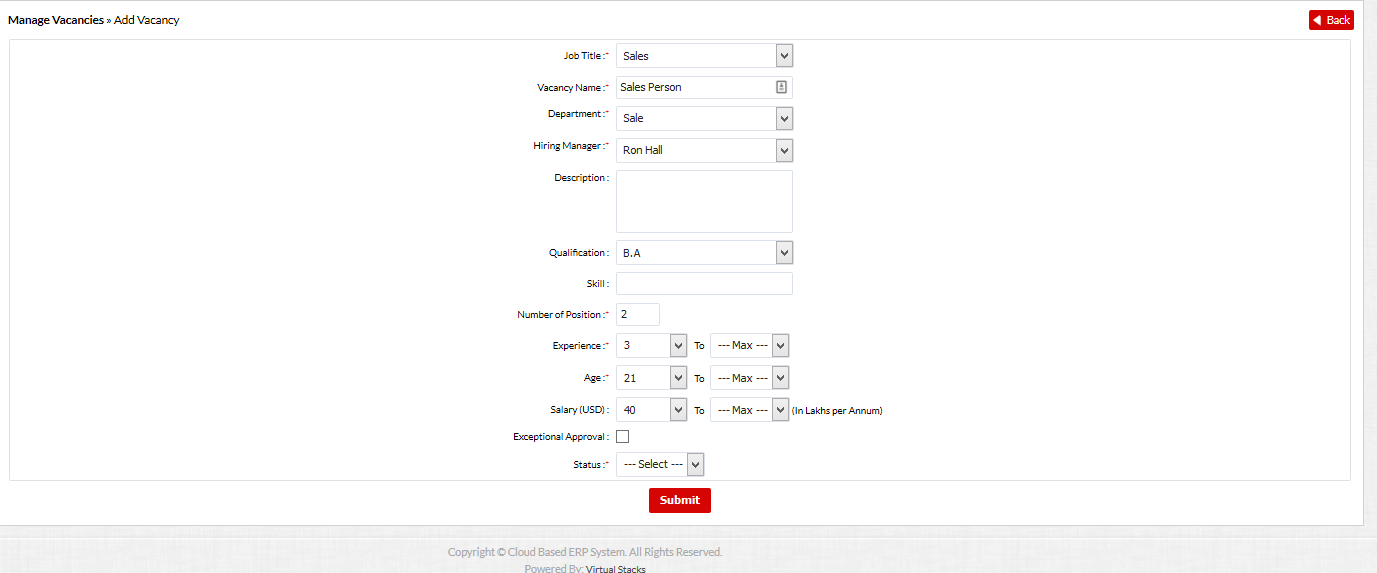 Manage Vacancies » Add Vacancy
Back
Job Title :* Sales
Vacancy Name :* Sales Person
Department :* Sale
Hiring Manager :* Ron Hall
Description :
Qualification : B.A
Skill :
Number of Position :* 2
Experience :* 3 To --- Max ---
Age :* 21 To --- Max ---
Salary (USD) : 40 To --- Max --- (In Lakhs per Annum)
Exceptional Approval :
Status :* --- Select ---
Submit
Copyright © Cloud Based ERP System. All Rights Reserved.
Powered By: Virtual Stacks